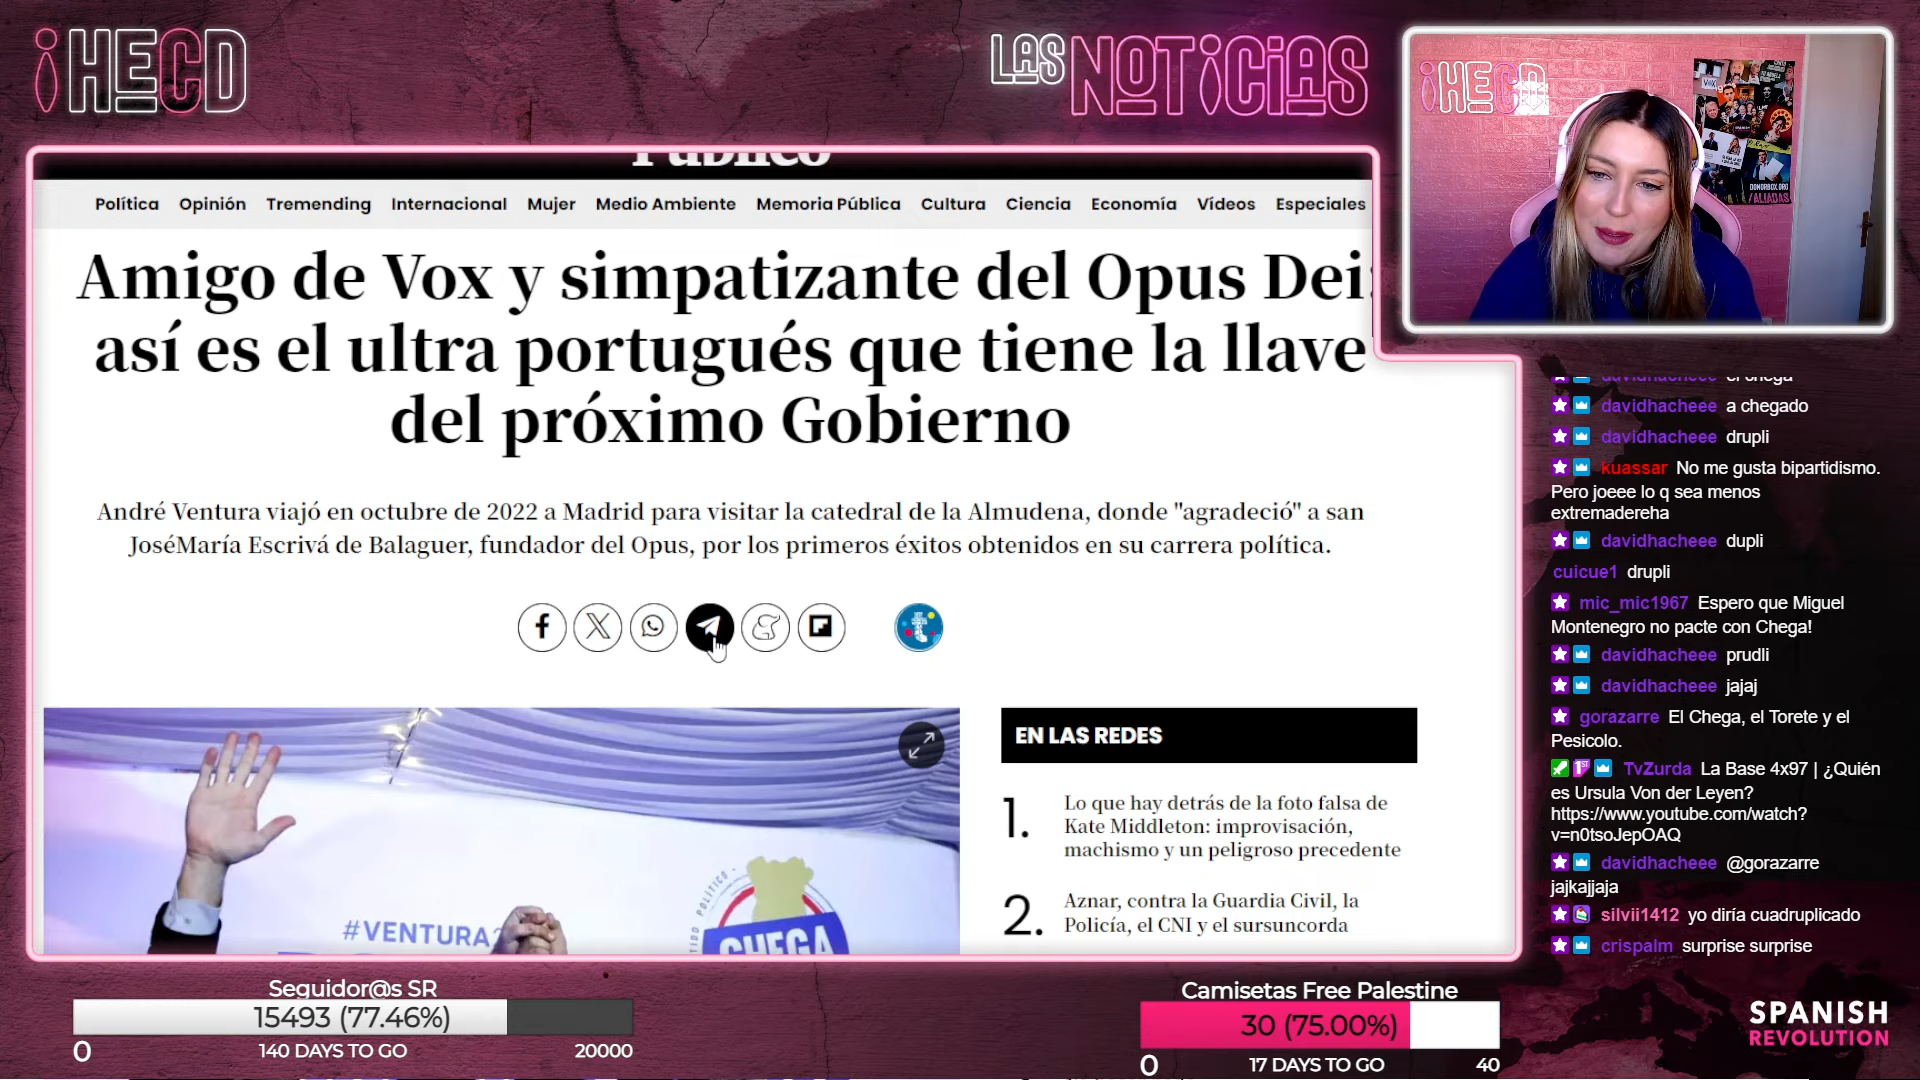 ¡HECD
LAS NOTICIAS
¡HECD
Público
Política Opinión Tremending Internacional Mujer Medio Ambiente Memoria Pública Cultura Ciencia Economía Vídeos Especiales
Amigo de Vox y simpatizante del Opus Dei:
así es el ultra portugués que tiene la llave
del próximo Gobierno
André Ventura viajó en octubre de 2022 a Madrid para visitar la catedral de la Almudena, donde "agradeció" a san
JoséMaría Escrivá de Balaguer, fundador del Opus, por los primeros éxitos obtenidos en su carrera política.
#VENTURA
CHEGA
EN LAS REDES
1. Lo que hay detrás de la foto falsa de
Kate Middleton: improvisación,
machismo y un peligroso precedente
2. Aznar, contra la Guardia Civil, la
Policía, el CNI y el sursuncorda
DONORBOX.ORG
/ALIADAS
davidhacheee el chega
davidhacheee a chegado
davidhacheee drupli
kuassar No me gusta bipartidismo.
Pero joeee lo q sea menos
extremadereha
davidhacheee dupli
cuicue1 drupli
mic_mic1967 Espero que Miguel
Montenegro no pacte con Chega!
davidhacheee prudli
davidhacheee jajaj
gorazarre El Chega, el Torete y el
Pesicolo.
TvZurda La Base 4x97 | ¿Quién
es Ursula Von der Leyen?
https://www.youtube.com/watch?
v=n0tsoJepOAQ
davidhacheee @gorazarre
jajkajjaja
silvii1412 yo diría cuadruplicado
crispalm surprise surprise
Seguidor@s SR
15493 (77.46%)
0 140 DAYS TO GO 20000
Camisetas Free Palestine
30 (75.00%)
0 17 DAYS TO GO 40
SPANISH
REVOLUTION